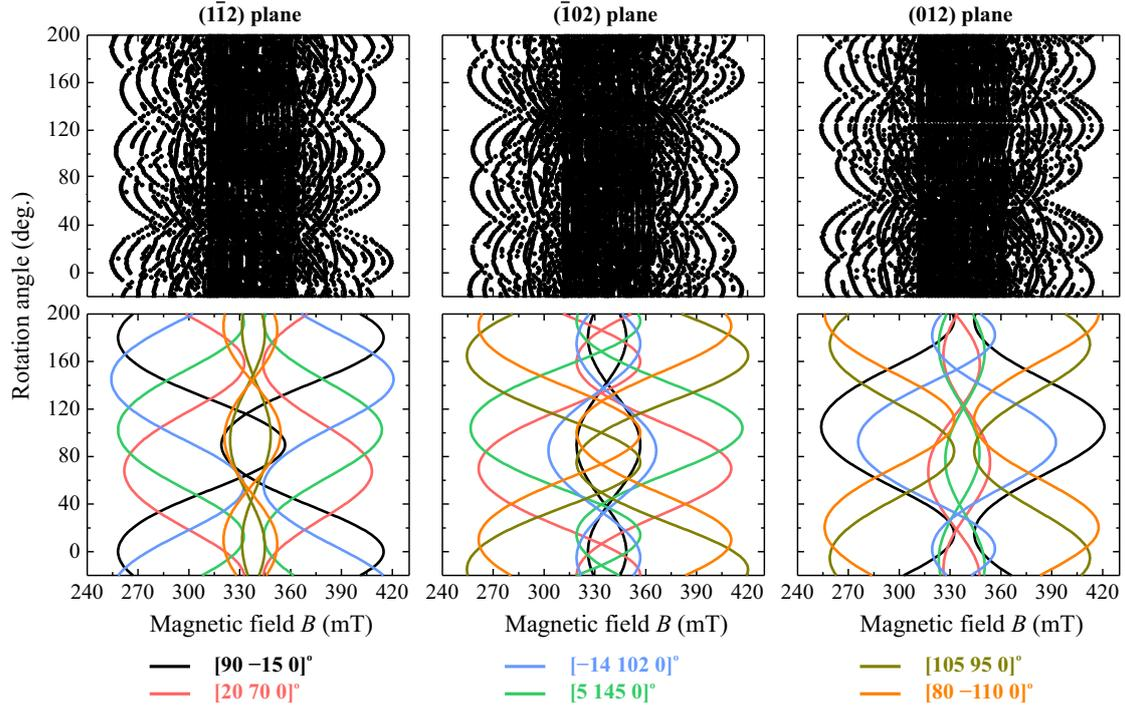 (11̅2) plane (1̅02) plane (012) plane
200
160
120
80
40
0
Rotation angle (deg.)
200
160
120
80
40
0
240 270 300 330 360 390 420 240 270 300 330 360 390 420 240 270 300 330 360 390 420
Magnetic field B (mT) Magnetic field B (mT) Magnetic field B (mT)
[90 −15 0]° [−14 102 0]° [105 95 0]°
[20 70 0]° [5 145 0]° [80 −110 0]°